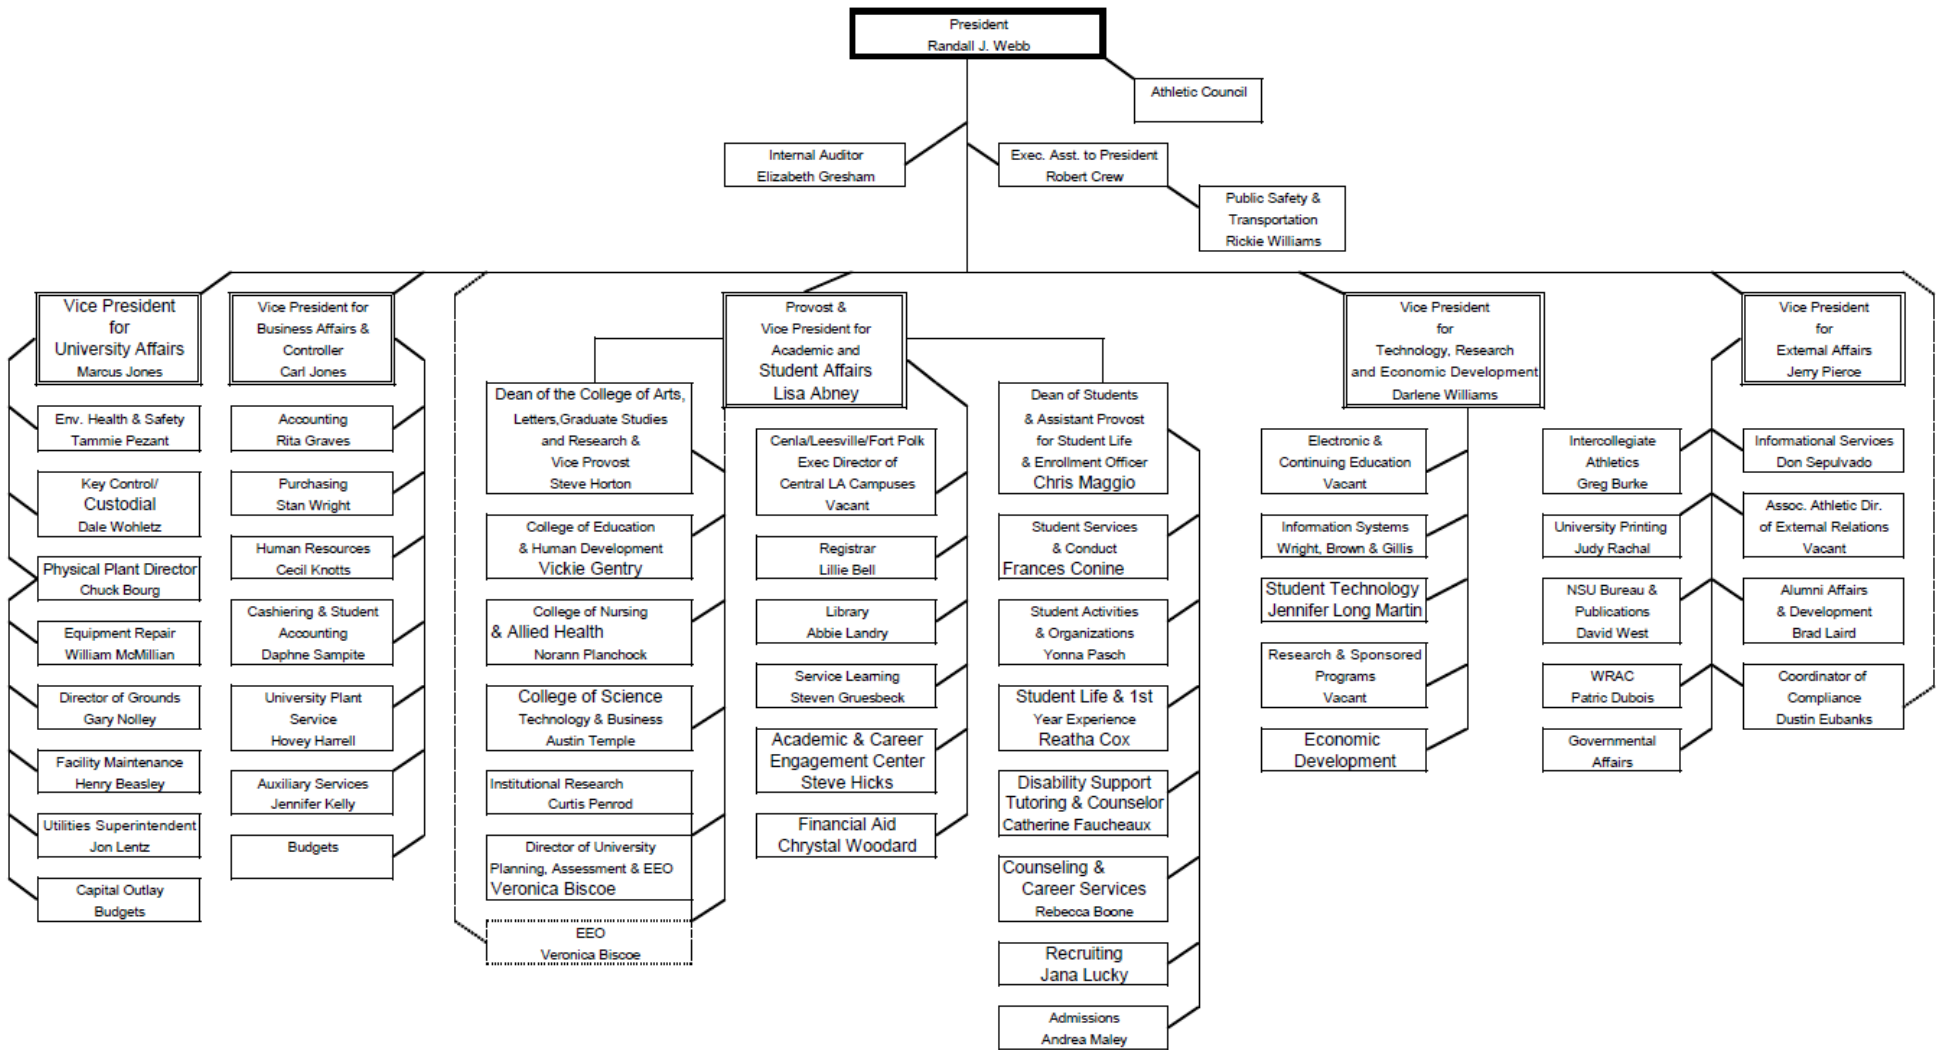 President
Randall J. Webb
Athletic Council
Internal Auditor
Elizabeth Gresham
Exec. Asst. to President
Robert Crew
Public Safety &
Transportation
Rickie Williams
Vice President
for
University Affairs
Marcus Jones
Env. Health & Safety
Tammie Pezant
Key Control/
Custodial
Dale Wohletz
Physical Plant Director
Chuck Bourg
Equipment Repair
William McMillian
Director of Grounds
Gary Nolley
Facility Maintenance
Henry Beasley
Utilities Superintendent
Jon Lentz
Capital Outlay
Budgets
Vice President for
Business Affairs &
Controller
Carl Jones
Accounting
Rita Graves
Purchasing
Stan Wright
Human Resources
Cecil Knotts
Cashiering & Student
Accounting
Daphne Sampite
University Plant
Service
Hovey Harrell
Auxiliary Services
Jennifer Kelly
Budgets
Provost &
Vice President for
Academic and
Student Affairs
Lisa Abney
Dean of the College of Arts,
Letters,Graduate Studies
and Research &
Vice Provost
Steve Horton
College of Education
& Human Development
Vickie Gentry
College of Nursing
& Allied Health
Norann Planchock
College of Science
Technology & Business
Austin Temple
Institutional Research
Curtis Penrod
Director of University
Planning, Assessment & EEO
Veronica Biscoe
EEO
Veronica Biscoe
Cenla/Leesville/Fort Polk
Exec Director of
Central LA Campuses
Vacant
Registrar
Lillie Bell
Library
Abbie Landry
Service Learning
Steven Gruesbeck
Academic & Career
Engagement Center
Steve Hicks
Financial Aid
Chrystal Woodard
Dean of Students
& Assistant Provost
for Student Life
& Enrollment Officer
Chris Maggio
Student Services
& Conduct
Frances Conine
Student Activities
& Organizations
Yonna Pasch
Student Life & 1st
Year Experience
Reatha Cox
Disability Support
Tutoring & Counselor
Catherine Faucheaux
Counseling &
Career Services
Rebecca Boone
Recruiting
Jana Lucky
Admissions
Andrea Maley
Vice President
for
Technology, Research
and Economic Development
Darlene Williams
Electronic &
Continuing Education
Vacant
Information Systems
Wright, Brown & Gillis
Student Technology
Jennifer Long Martin
Research & Sponsored
Programs
Vacant
Economic
Development
Vice President
for
External Affairs
Jerry Pierce
Intercollegiate
Athletics
Greg Burke
University Printing
Judy Rachal
NSU Bureau &
Publications
David West
WRAC
Patric Dubois
Governmental
Affairs
Informational Services
Don Sepulvado
Assoc. Athletic Dir.
of External Relations
Vacant
Alumni Affairs
& Development
Brad Laird
Coordinator of
Compliance
Dustin Eubanks